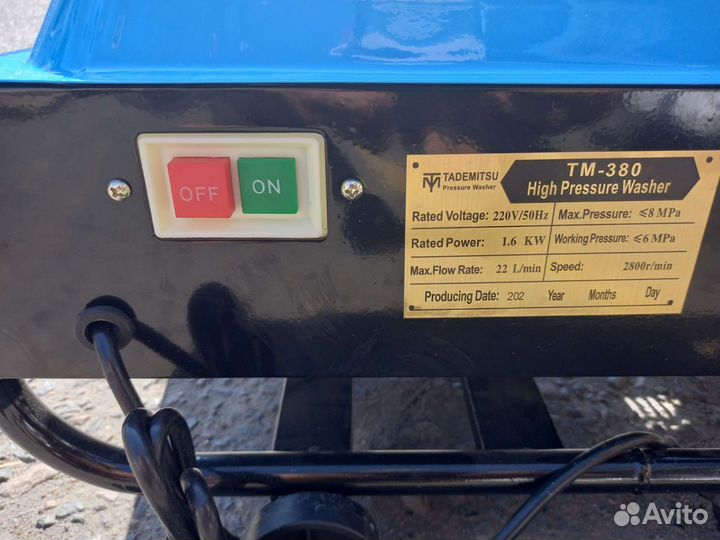 OFF
ON
TM TADEMITSU
Pressure Washer
TM-380
High Pressure Washer
Rated Voltage: 220V/50Hz Max.Pressure: ≤8 MPa
Rated Power: 1.6 KW Working Pressure: ≤6 MPa
Max.Flow Rate: 22 L/min Speed: 2800r/min
Producing Date: 202 Year Months Day
Avito